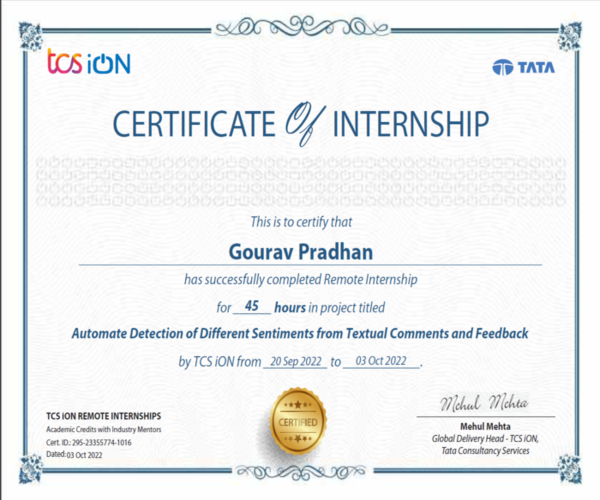 tcs iON
TATA
CERTIFICATE Of INTERNSHIP
This is to certify that
Gourav Pradhan
has successfully completed Remote Internship
for 45 hours in project titled
Automate Detection of Different Sentiments from Textual Comments and Feedback
by TCS iON from 20 Sep 2022 to 03 Oct 2022.
TCS iON REMOTE INTERNSHIPS
Academic Credits with Industry Mentors
Cert. ID.: 295-23355774-1016
Dated: 03 Oct 2022
CERTIFIED
Mehul Mehta
Mehul Mehta
Global Delivery Head - TCS iON,
Tata Consultancy Services